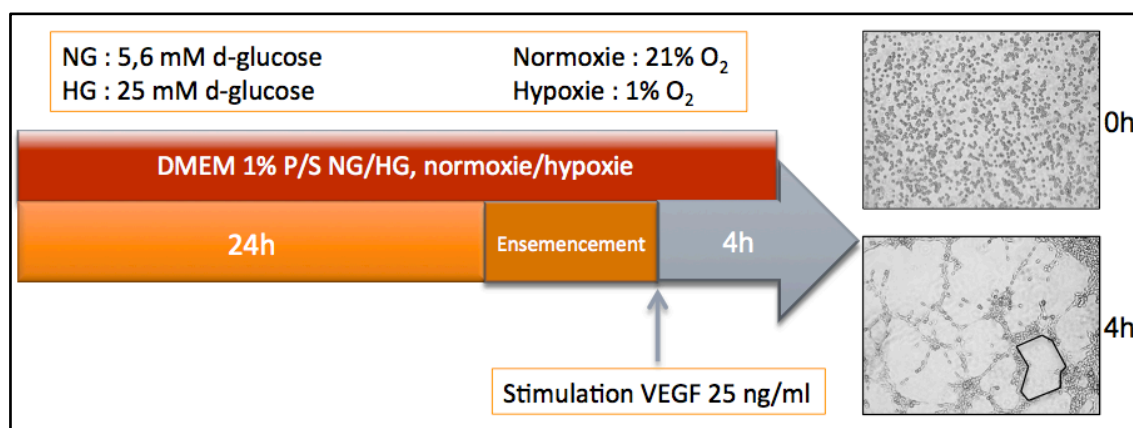 NG : 5,6 mM d-glucose
HG : 25 mM d-glucose
Normoxie : 21% O₂
Hypoxie : 1% O₂
DMEM 1% P/S NG/HG, normoxie/hypoxie
24h
Ensemencement
4h
Stimulation VEGF 25 ng/ml
0h
4h